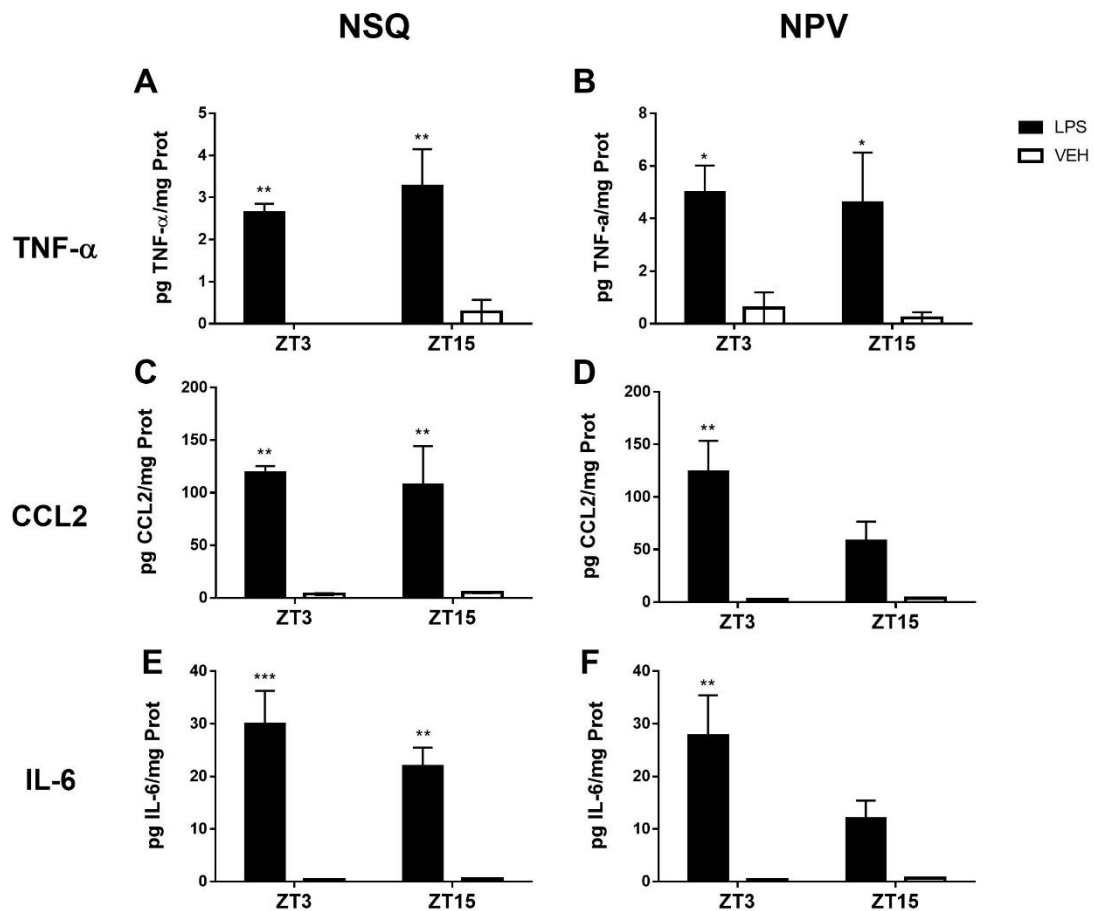 NSQ NPV
A
pg TNF-α/mg Prot
5
4
3
2
1
0
**
**
ZT3 ZT15
B
pg TNF-a/mg Prot
8
6
4
2
0
*
*
ZT3 ZT15
LPS
VEH
TNF-α
C
pg CCL2/mg Prot
200
150
100
50
0
**
**
ZT3 ZT15
D
pg CCL2/mg Prot
200
150
100
50
0
**
ZT3 ZT15
CCL2
E
pg IL-6/mg Prot
40
30
20
10
0
***
**
ZT3 ZT15
F
pg IL-6/mg Prot
40
30
20
10
0
**
ZT3 ZT15
IL-6